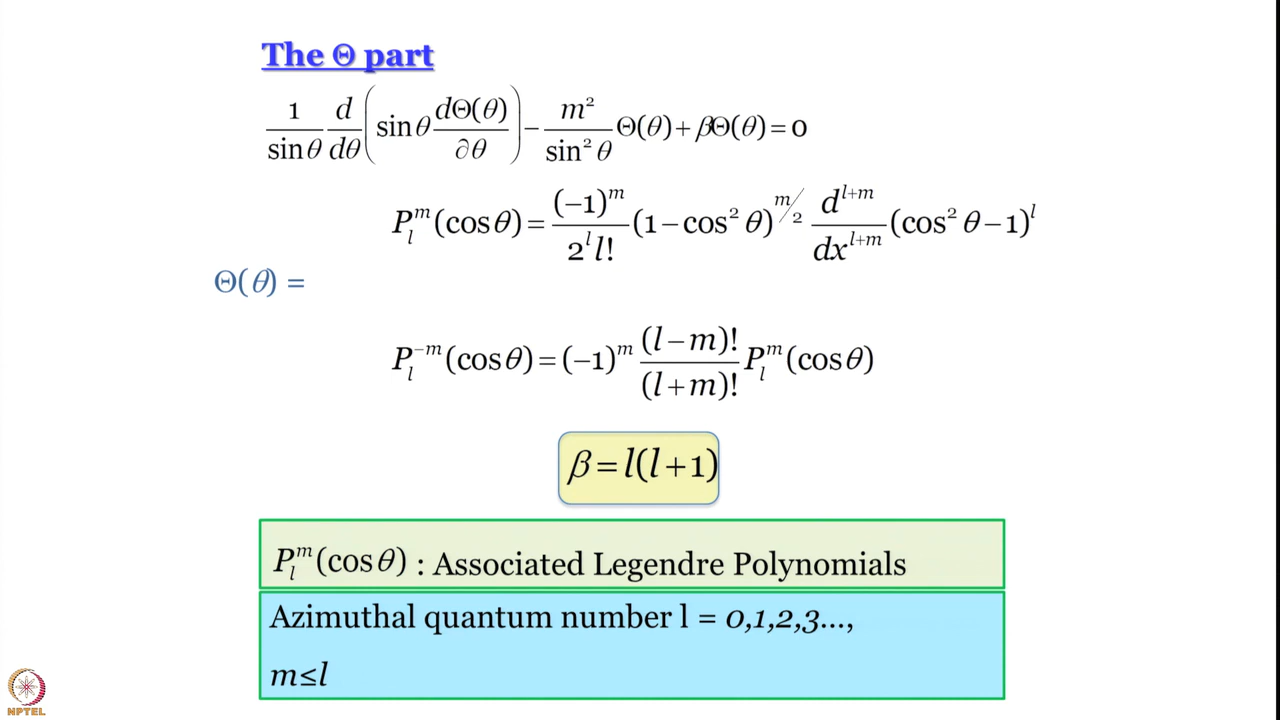 The Θ part
1/sinθ d/dθ (sinθ dΘ(θ)/∂θ) − m²/sin²θ Θ(θ) + βΘ(θ) = 0
P_l^m(cosθ) = (−1)^m/2^l l! (1−cos²θ)^m/2 d^l+m/dx^l+m (cos²θ−1)^l
Θ(θ) =
P_l^−m(cosθ) = (−1)^m (l−m)!/(l+m)! P_l^m(cosθ)
β = l(l+1)
P_l^m(cosθ) : Associated Legendre Polynomials
Azimuthal quantum number l = 0,1,2,3...,
m≤l
NPTEL